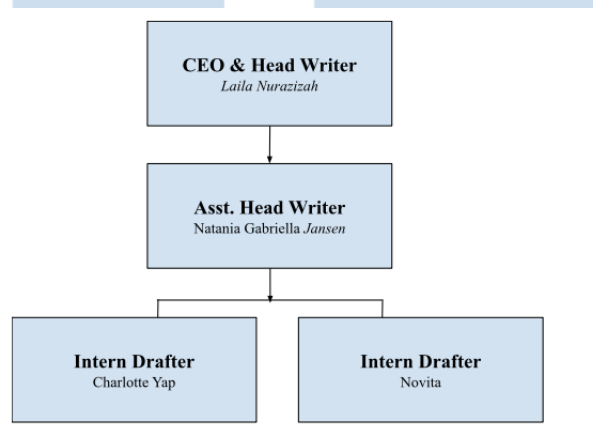 CEO & Head Writer
Laila Nurazizah
Asst. Head Writer
Natania Gabriella Jansen
Intern Drafter
Charlotte Yap
Intern Drafter
Novita